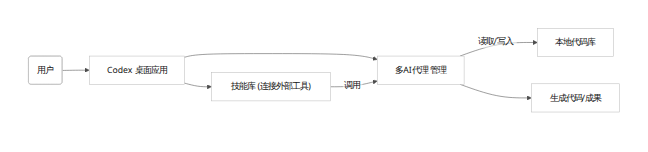 用户
Codex 桌面应用
技能库 (连接外部工具)
调用
多AI代理管理
读取/写入
本地代码库
生成代码/成果